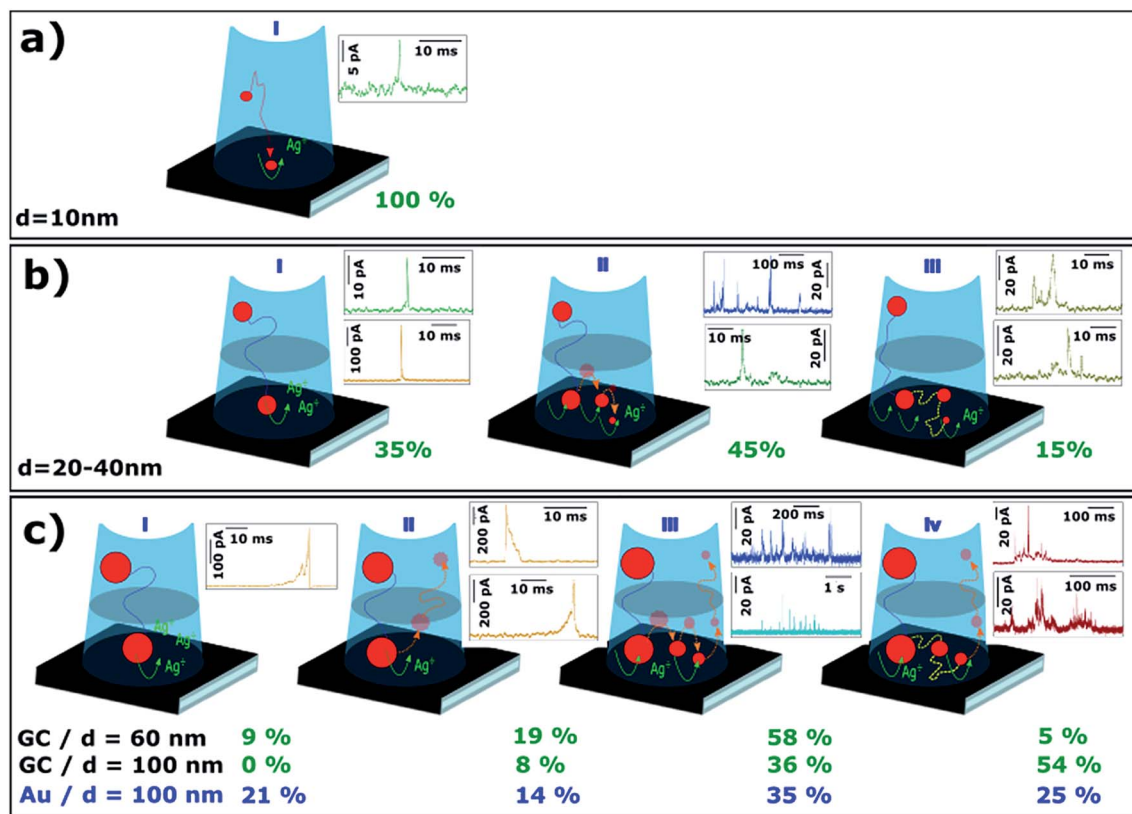 a)
I
5 pA
10 ms
Ag+
100 %
d=10nm
b)
I
10 pA
10 ms
100 pA
10 ms
Ag+
Ag+
35%
II
100 ms
20 pA
10 ms
20 pA
Ag+
45%
III
20 pA
10 ms
20 pA
10 ms
15%
d=20-40nm
c)
I
100 pA
10 ms
Ag+
Ag+
Ag+
II
200 pA
10 ms
200 pA
10 ms
III
20 pA
200 ms
20 pA
1 s
Ag+
Iv
20 pA
100 ms
20 pA
100 ms
Ag+
GC / d = 60 nm 9 % 19 % 58 % 5 %
GC / d = 100 nm 0 % 8 % 36 % 54 %
Au / d = 100 nm 21 % 14 % 35 % 25 %